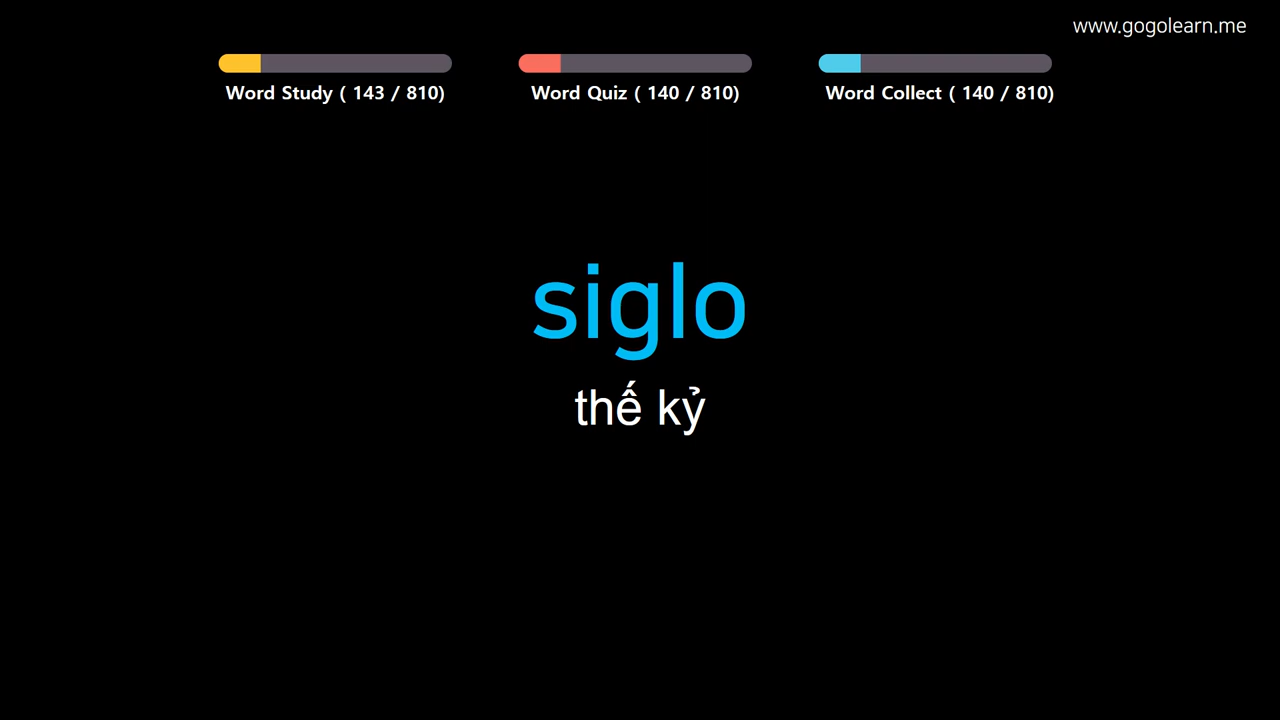 www.gogolearn.me
Word Study ( 143 / 810)
Word Quiz ( 140 / 810)
Word Collect ( 140 / 810)
siglo
thế kỷ